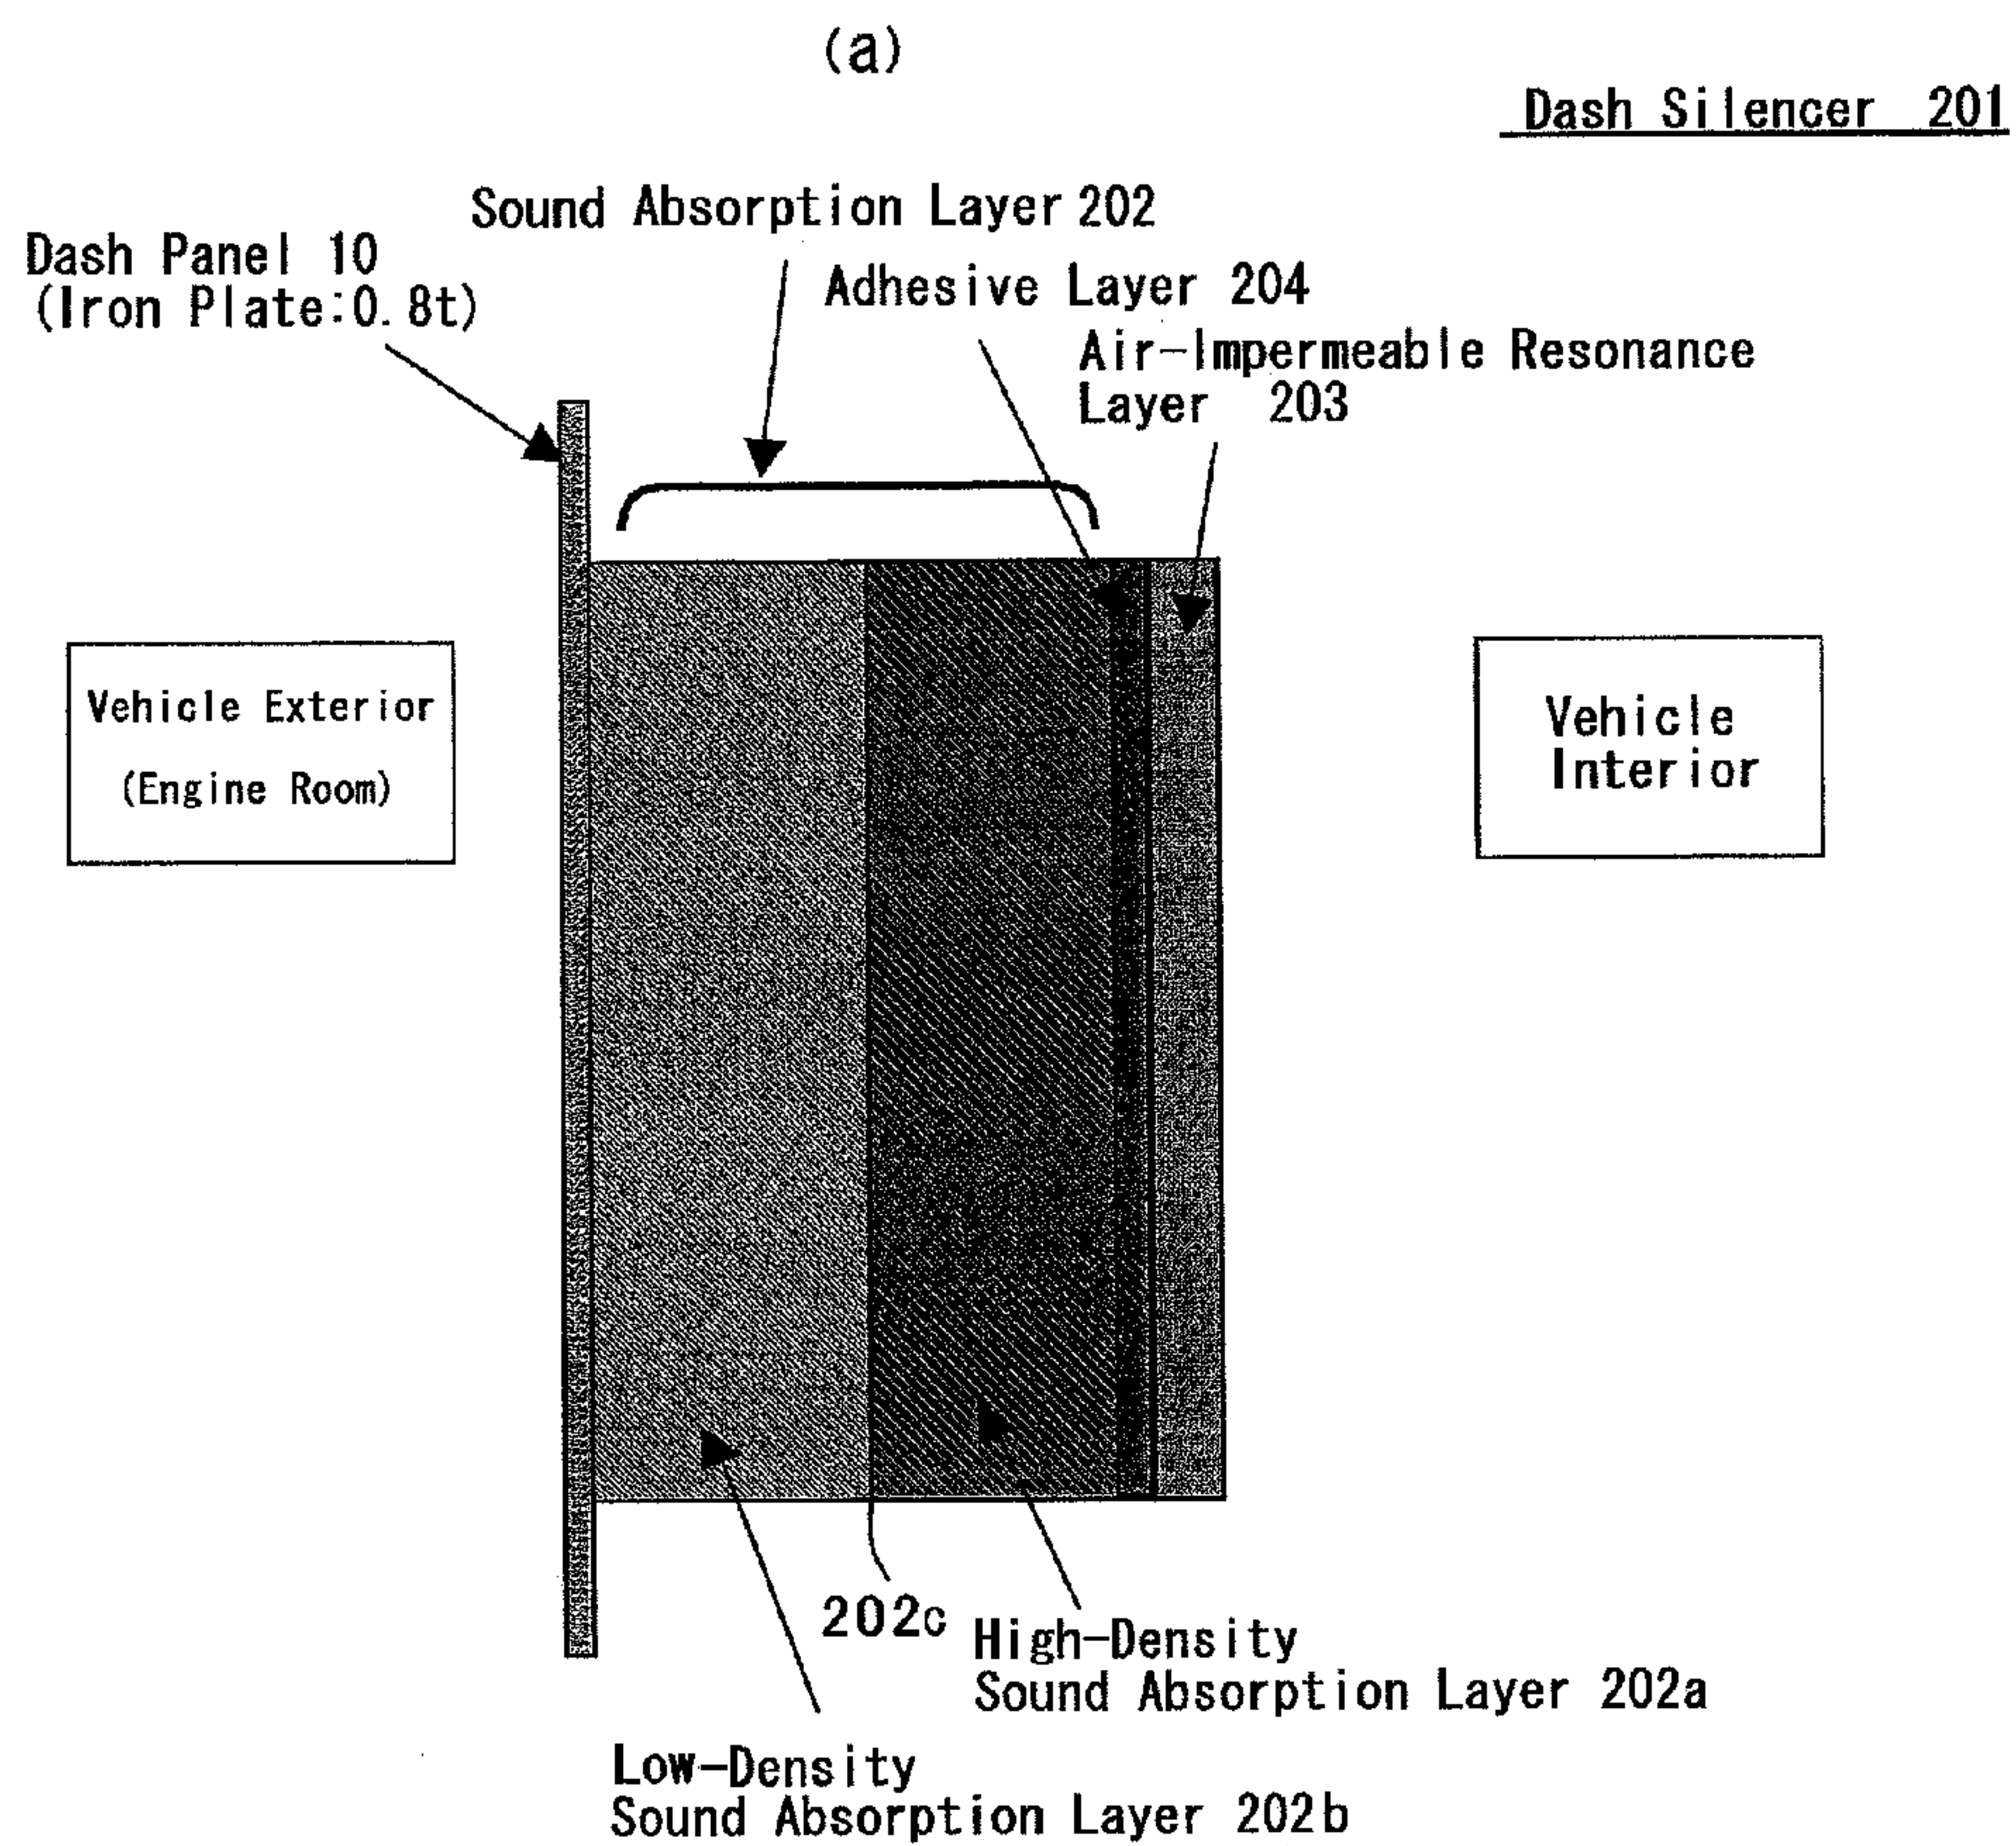 (a)
Dash Silencer 201
Sound Absorption Layer 202
Dash Panel 10
(Iron Plate:0.8t)
Adhesive Layer 204
Air-Impermeable Resonance
Layer 203
Vehicle Exterior
(Engine Room)
Vehicle
Interior
202c
High-Density
Sound Absorption Layer 202a
Low-Density
Sound Absorption Layer 202b